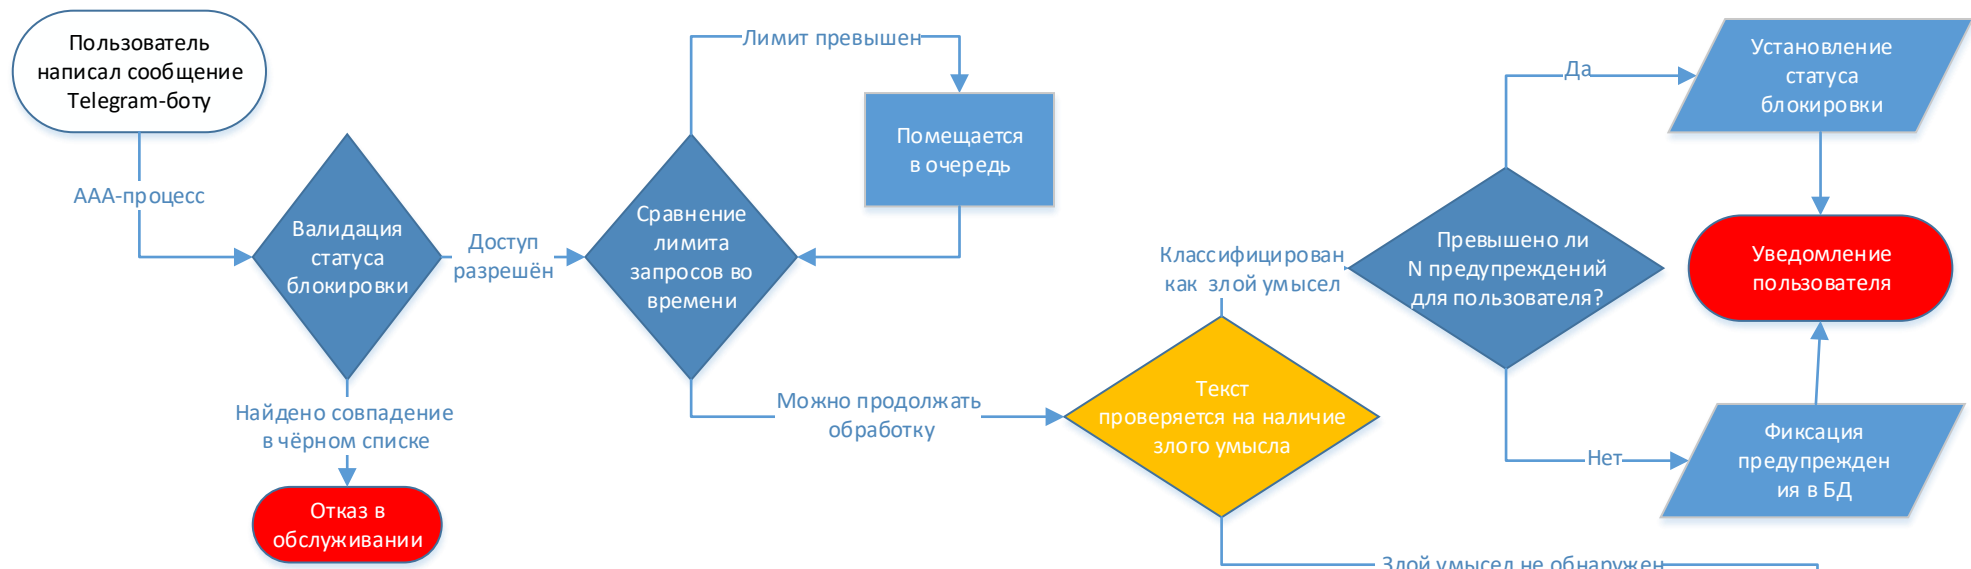 Пользователь
написал сообщение
Telegram-боту
ААА-процесс
Валидация
статуса
блокировки
Найдено совпадение
в чёрном списке
Отказ в
обслуживании
Доступ
разрешён
Сравнение
лимита
запросов во
времени
Лимит превышен
Помещается
в очередь
Можно продолжать
обработку
Текст
проверяется на наличие
злого умысла
Классифицирован
как злой умысел
Превышено ли
N предупреждений
для пользователя?
Да
Установление
статуса
блокировки
Уведомление
пользователя
Нет
Фиксация
предупрежден
ия в БД
Злой умысел не обнаружен